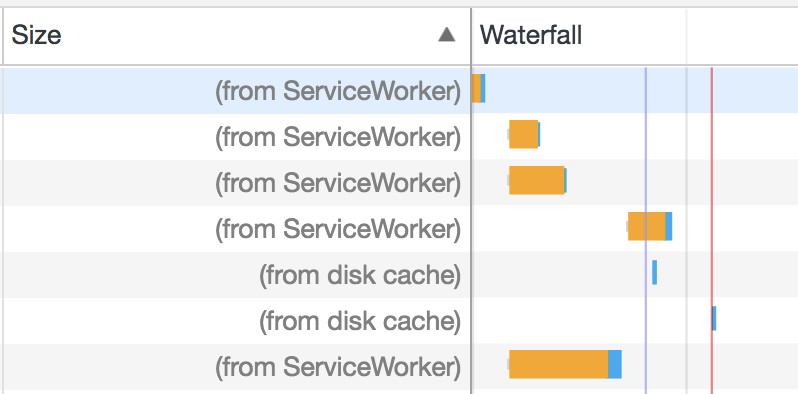 Size ▲ Waterfall
(from ServiceWorker)
(from ServiceWorker)
(from ServiceWorker)
(from ServiceWorker)
(from disk cache)
(from disk cache)
(from ServiceWorker)